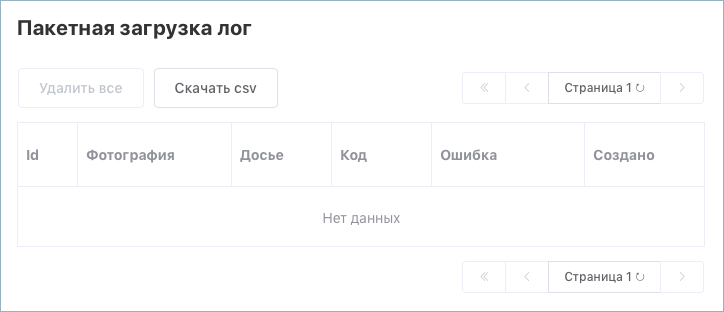 Пакетная загрузка лог
Удалить все Скачать csv Страница 1
Id Фотография Досье Код Ошибка Создано
Нет данных
Страница 1